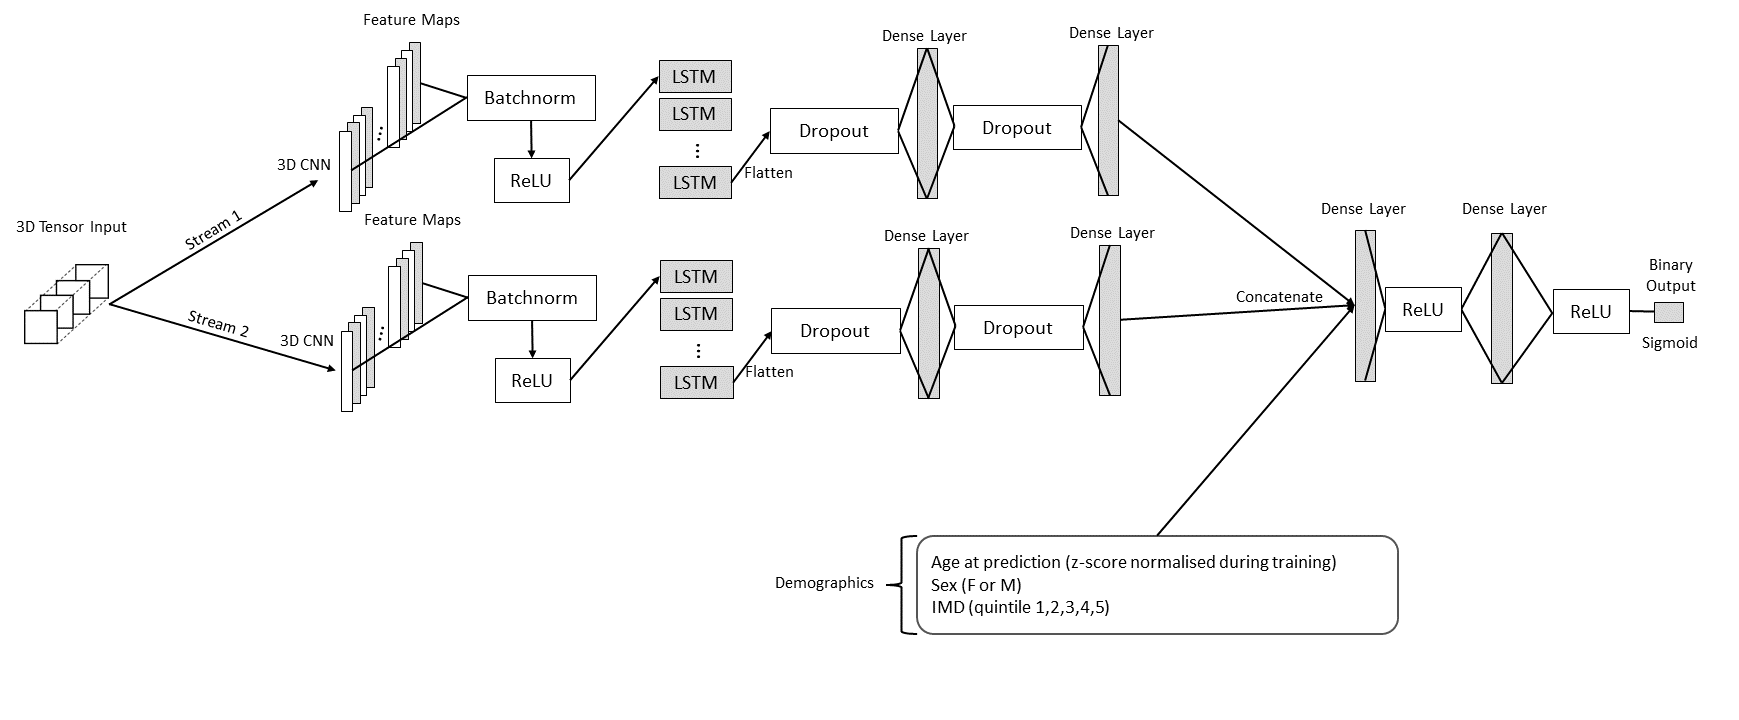 3D Tensor Input
Stream 1
3D CNN
Feature Maps
Batchnorm
ReLU
LSTM
LSTM
⋮
LSTM
Flatten
Dropout
Dense Layer
Dropout
Dense Layer
Stream 2
3D CNN
Feature Maps
Batchnorm
ReLU
LSTM
LSTM
⋮
LSTM
Flatten
Dropout
Dense Layer
Dropout
Dense Layer
Concatenate
Dense Layer
ReLU
Dense Layer
ReLU
Binary
Output
Sigmoid
Demographics
Age at prediction (z-score normalised during training)
Sex (F or M)
IMD (quintile 1,2,3,4,5)